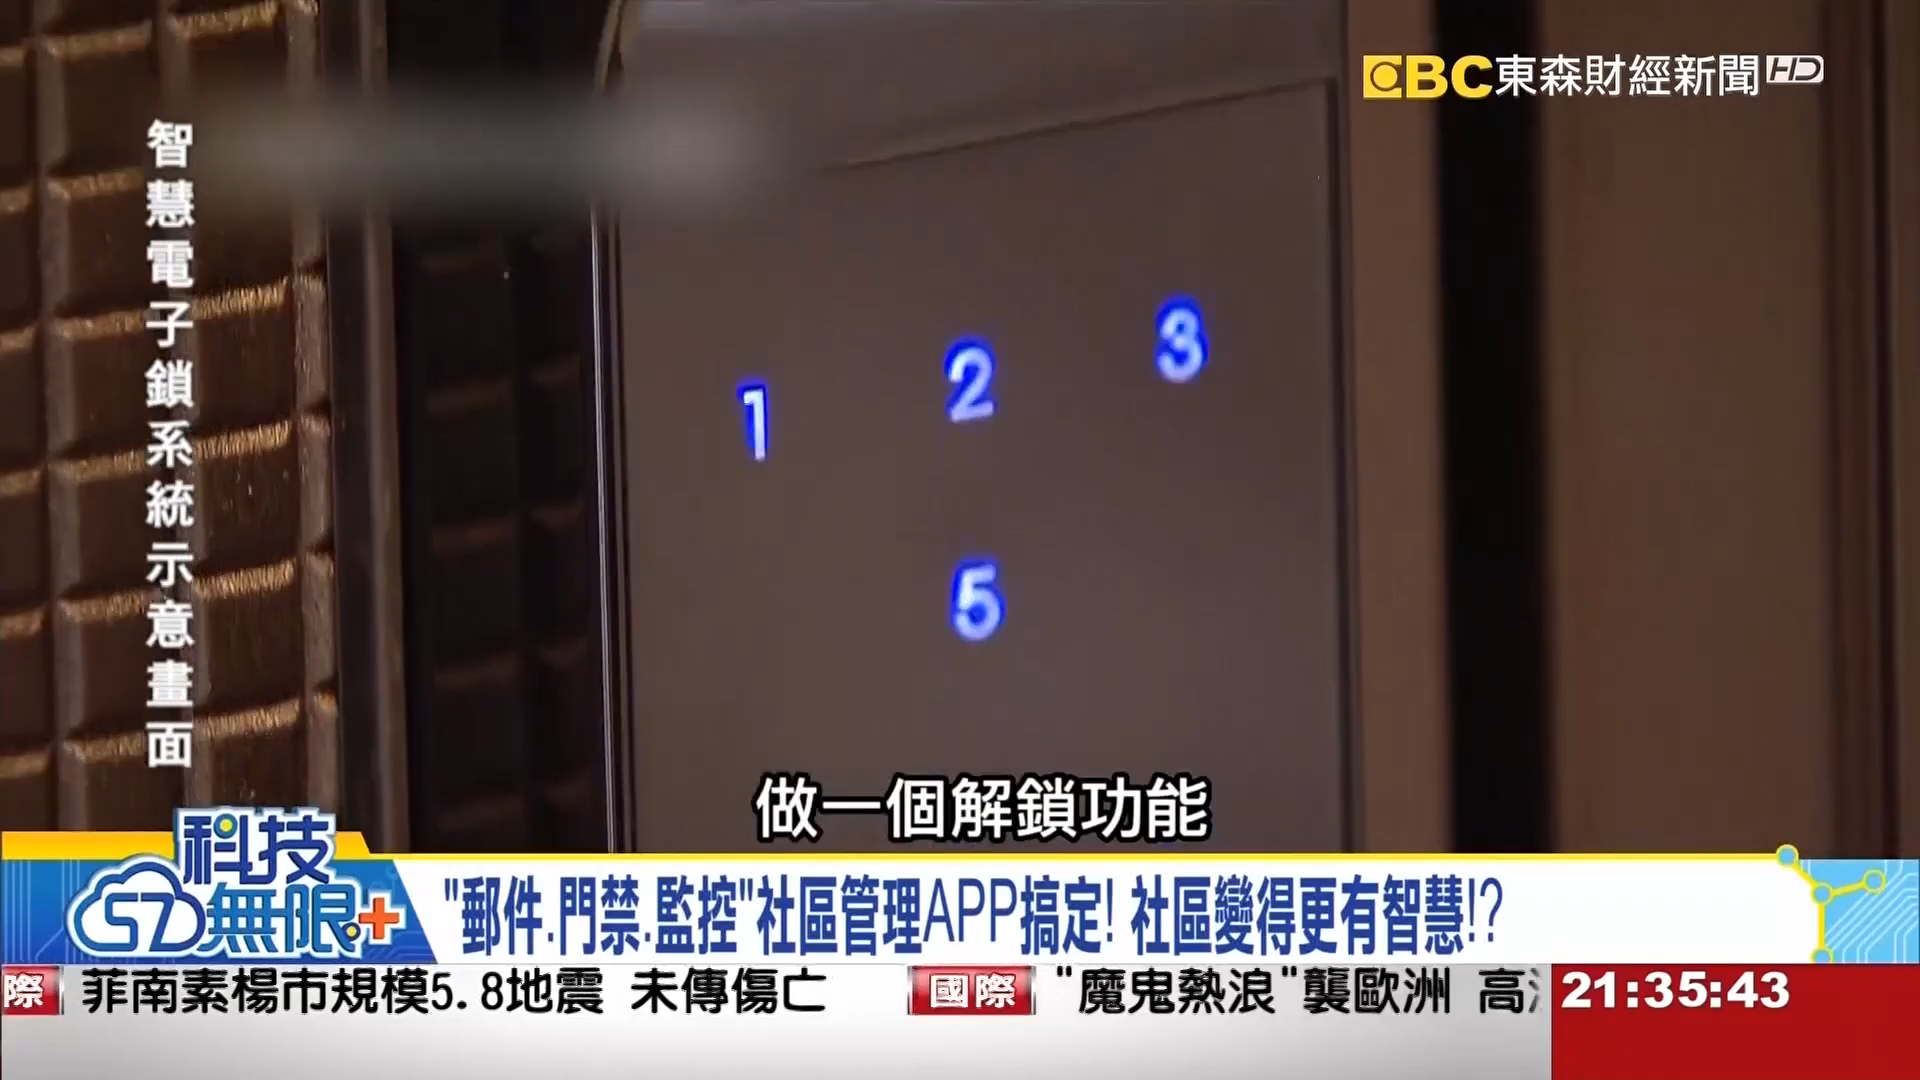 EBC東森財經新聞HD
智慧電子鎖系統示意畫面
1 2 3
5
做一個解鎖功能
科技
57無限+
"郵件.門禁.監控"社區管理APP搞定! 社區變得更有智慧!?
際 菲南素楊市規模5.8地震 未傳傷亡 國際 "魔鬼熱浪"襲歐洲 高
21:35:43